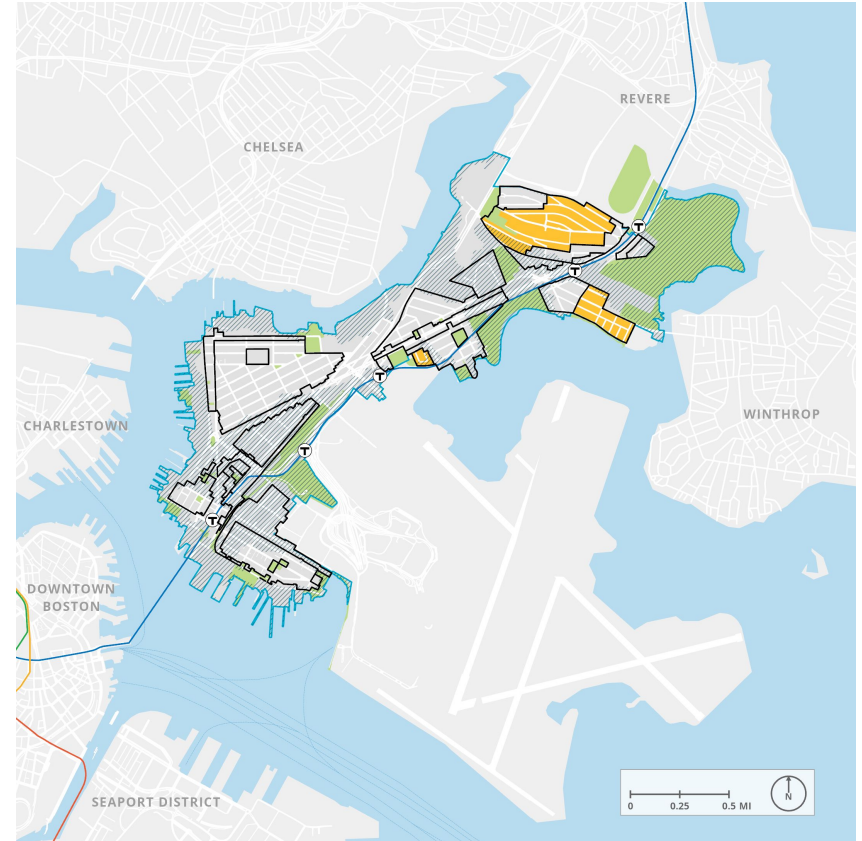 REVERE
CHELSEA
T
T
T
WINTHROP
CHARLESTOWN
T
T
DOWNTOWN
BOSTON
SEAPORT DISTRICT
N
0 0.25 0.5 MI